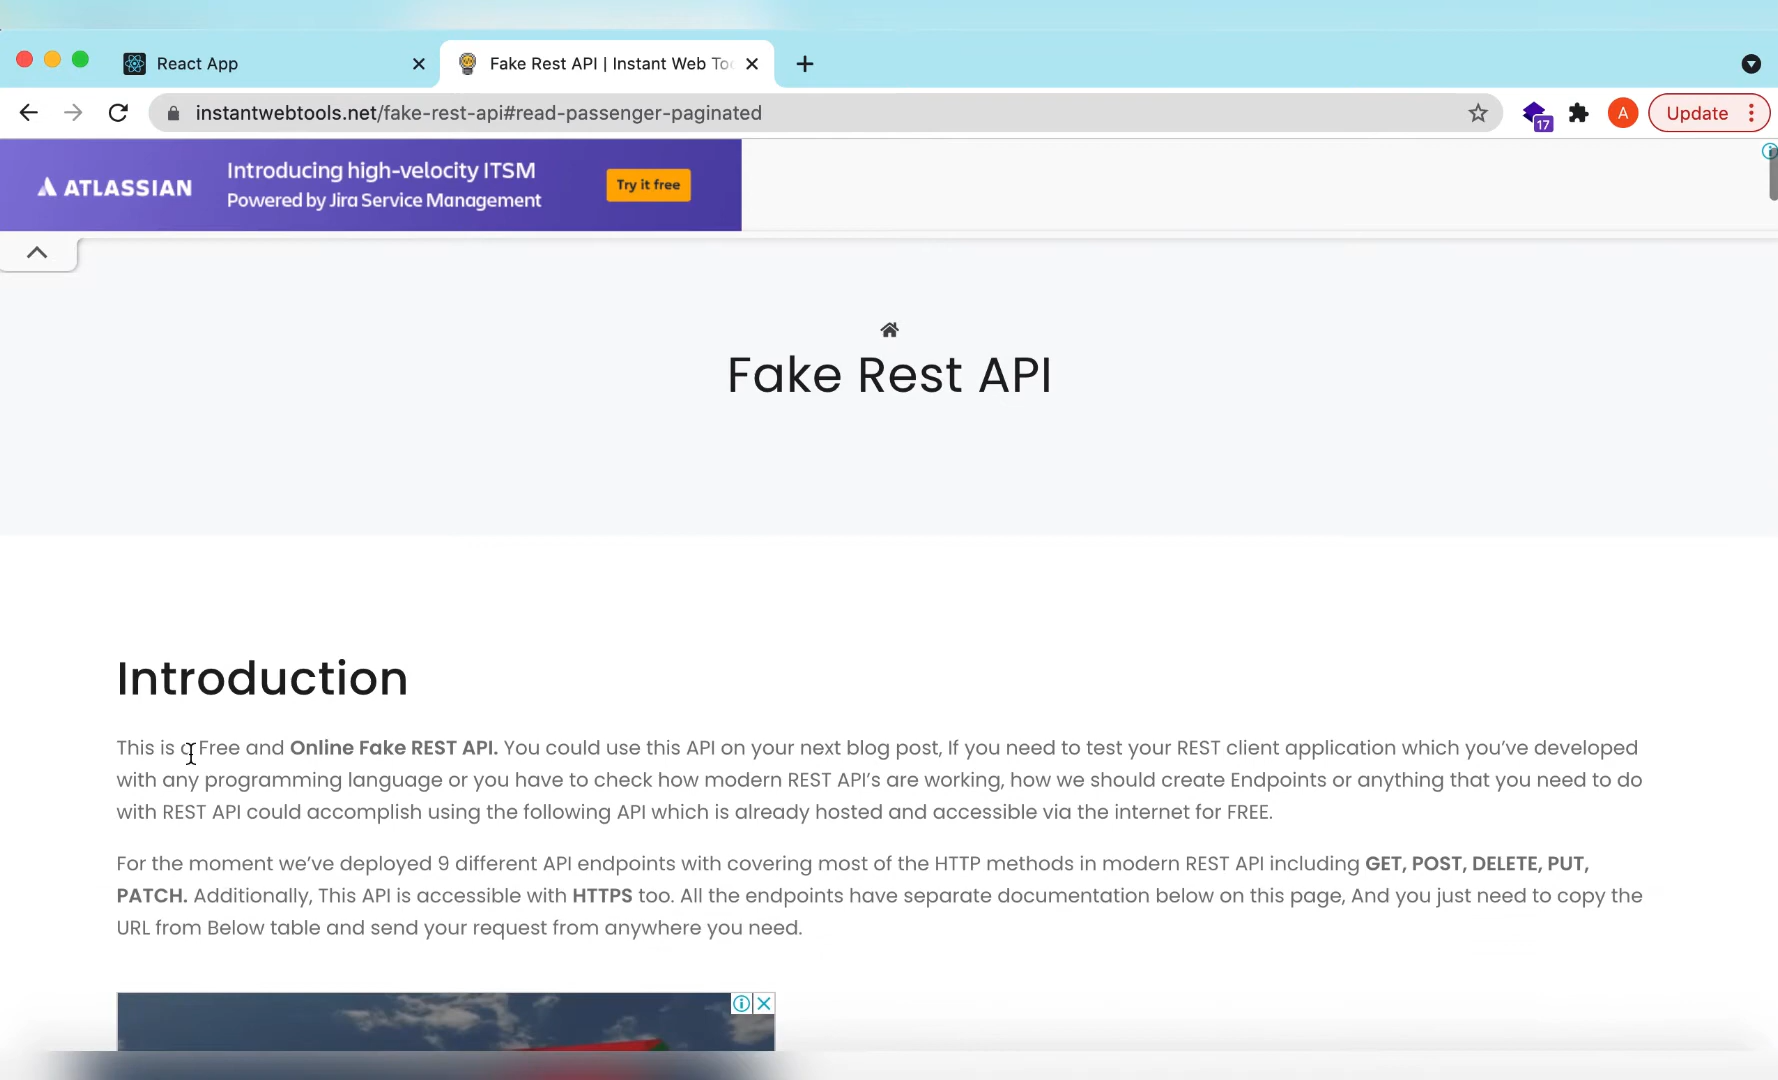 React App
Fake Rest API | Instant Web To
instantwebtools.net/fake-rest-api#read-passenger-paginated
17
A
Update
ATLASSIAN
Introducing high-velocity ITSM
Powered by Jira Service Management
Try it free
Fake Rest API
Introduction
This is a Free and Online Fake REST API. You could use this API on your next blog post, If you need to test your REST client application which you’ve developed
with any programming language or you have to check how modern REST API’s are working, how we should create Endpoints or anything that you need to do
with REST API could accomplish using the following API which is already hosted and accessible via the internet for FREE.
For the moment we’ve deployed 9 different API endpoints with covering most of the HTTP methods in modern REST API including GET, POST, DELETE, PUT,
PATCH. Additionally, This API is accessible with HTTPS too. All the endpoints have separate documentation below on this page, And you just need to copy the
URL from Below table and send your request from anywhere you need.